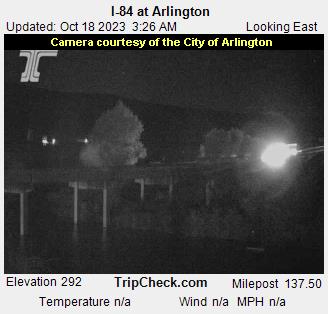 I-84 at Arlington
Updated: Oct 18 2023 3:26 AM Looking East
Camera courtesy of the City of Arlington
Elevation 292 TripCheck.com Milepost 137.50
Temperature n/a Wind n/a MPH n/a